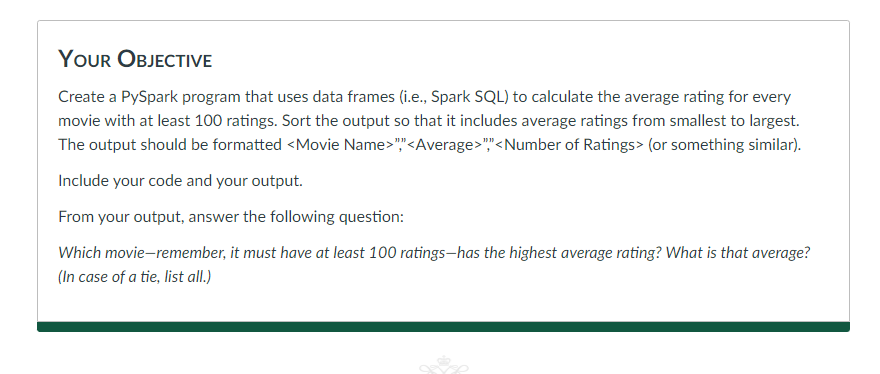 Your Objective
Create a PySpark program that uses data frames (i.e., Spark SQL) to calculate the average rating for every
movie with at least 100 ratings. Sort the output so that it includes average ratings from smallest to largest.
The output should be formatted <Movie Name>”,”<Average>”,”<Number of Ratings> (or something similar).
Include your code and your output.
From your output, answer the following question:
Which movie—remember, it must have at least 100 ratings—has the highest average rating? What is that average?
(In case of a tie, list all.)